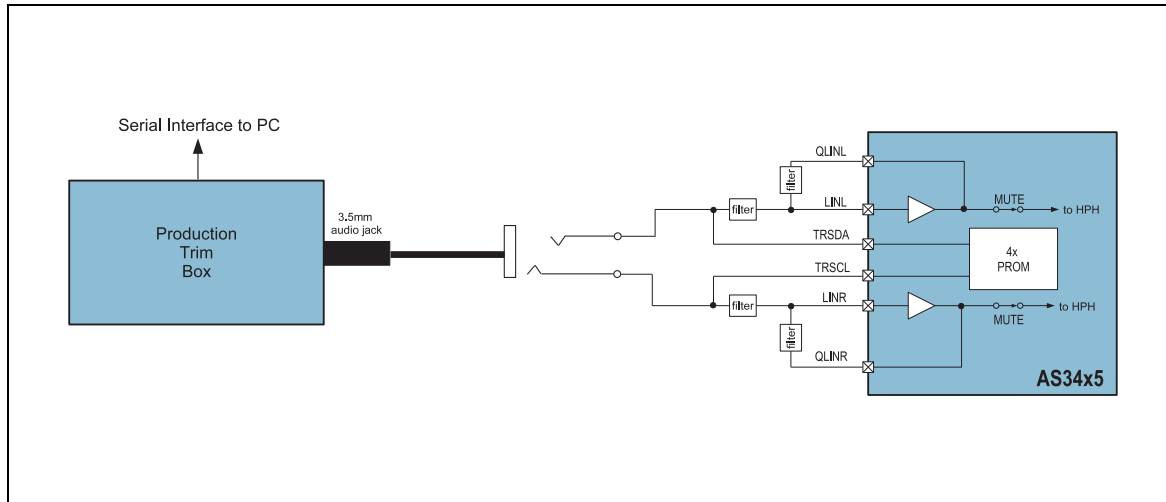 Serial Interface to PC
Production
Trim
Box
3.5mm
audio jack
filter
filter
filter
filter
QLINL
LINL
TRSDA
TRSCL
LINR
QLINR
MUTE
to HPH
4x
PROM
to HPH
MUTE
AS34x5